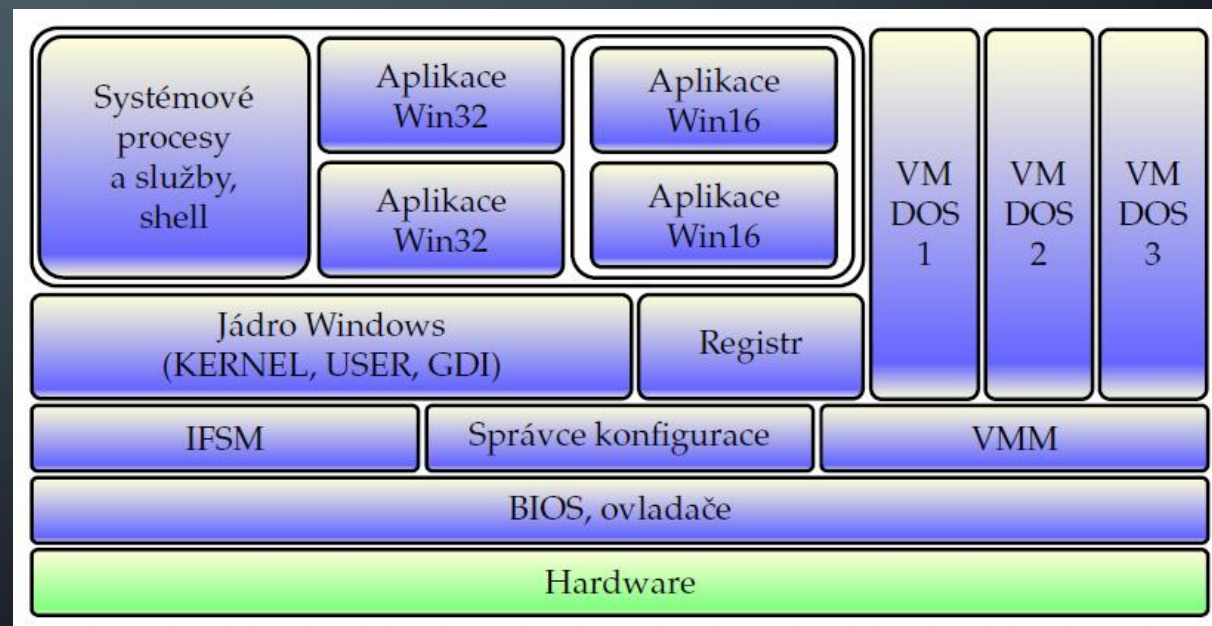 Systémové
procesy
a služby,
shell
Aplikace
Win32
Aplikace
Win16
Aplikace
Win32
Aplikace
Win16
VM
DOS
1
VM
DOS
2
VM
DOS
3
Jádro Windows
(KERNEL, USER, GDI)
Registr
IFSM
Správce konfigurace
VMM
BIOS, ovladače
Hardware